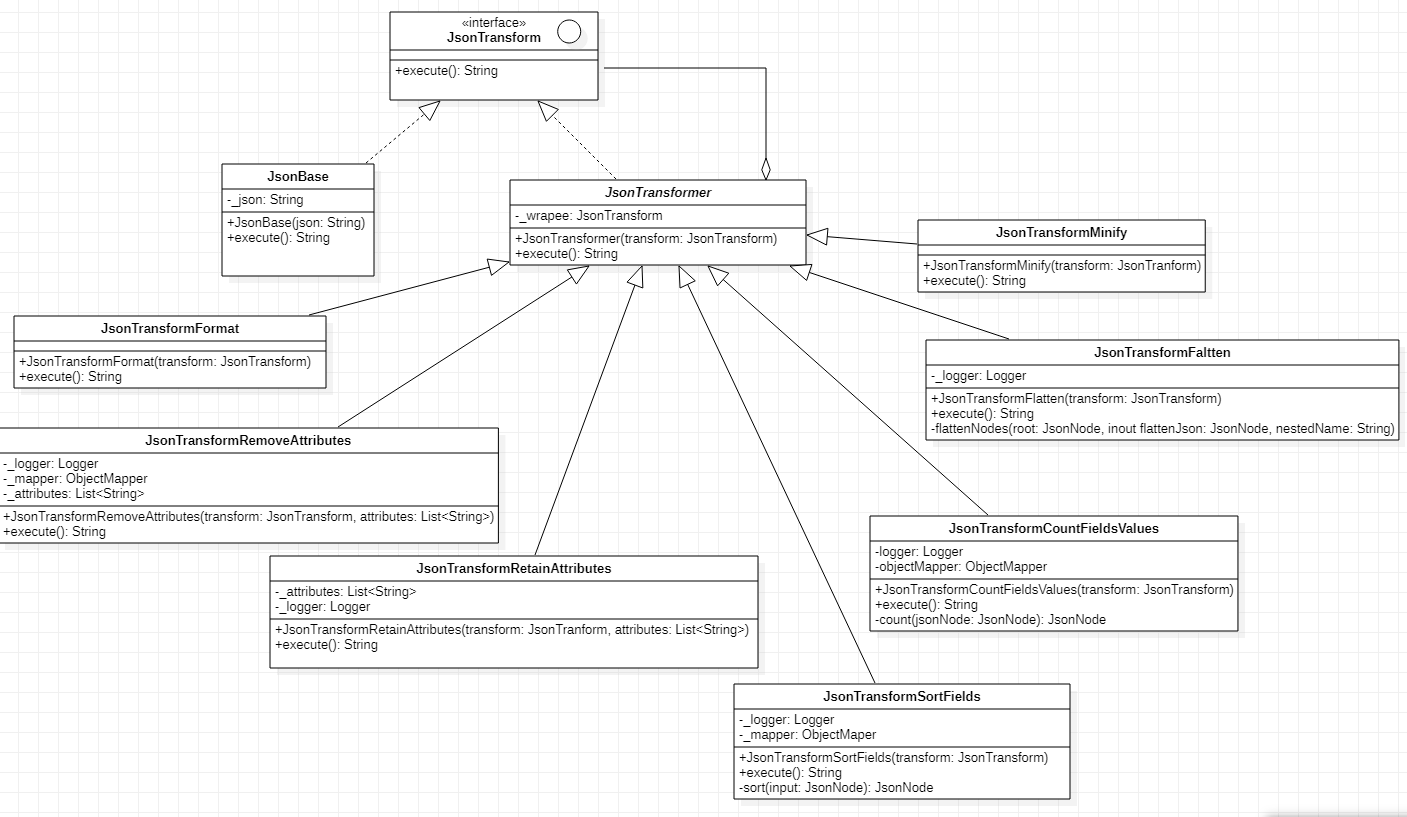 «interface»
JsonTransform
+execute(): String
JsonBase
-_json: String
+JsonBase(json: String)
+execute(): String
JsonTransformer
-_wrapee: JsonTransform
+JsonTransformer(transform: JsonTransform)
+execute(): String
JsonTransformMinify
+JsonTransformMinify(transform: JsonTranform)
+execute(): String
JsonTransformFormat
+JsonTransformFormat(transform: JsonTransform)
+execute(): String
JsonTransformFaltten
-_logger: Logger
+JsonTransformFlatten(transform: JsonTransform)
+execute(): String
-flattenNodes(root: JsonNode, inout flattenJson: JsonNode, nestedName: String)
JsonTransformRemoveAttributes
-_logger: Logger
-_mapper: ObjectMapper
-_attributes: List<String>
+JsonTransformRemoveAttributes(transform: JsonTransform, attributes: List<String>)
+execute(): String
JsonTransformCountFieldsValues
-logger: Logger
-objectMapper: ObjectMapper
+JsonTransformCountFieldsValues(transform: JsonTransform)
+execute(): String
-count(jsonNode: JsonNode): JsonNode
JsonTransformRetainAttributes
-_attributes: List<String>
-_logger: Logger
+JsonTransformRetainAttributes(transform: JsonTranform, attributes: List<String>)
+execute(): String
JsonTransformSortFields
-_logger: Logger
-_mapper: ObjectMaper
+JsonTransformSortFields(transform: JsonTransform)
+execute(): String
-sort(input: JsonNode): JsonNode